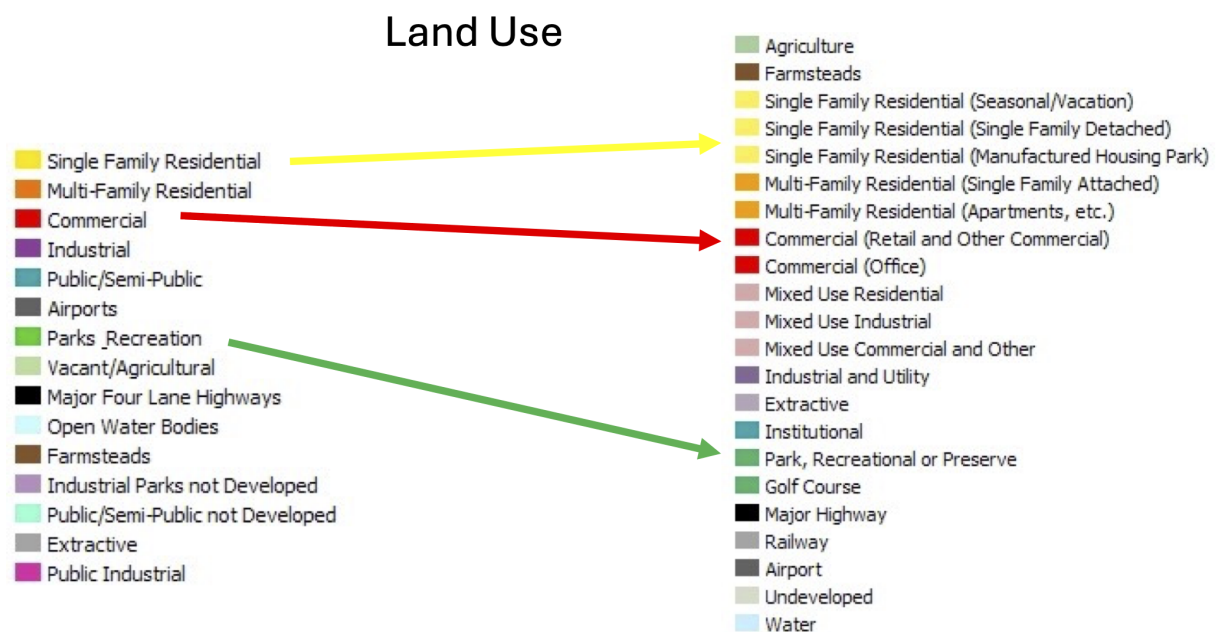 Land Use
Single Family Residential
Multi-Family Residential
Commercial
Industrial
Public/Semi-Public
Airports
Parks_Recreation
Vacant/Agricultural
Major Four Lane Highways
Open Water Bodies
Farmsteads
Industrial Parks not Developed
Public/Semi-Public not Developed
Extractive
Public Industrial
Agriculture
Farmsteads
Single Family Residential (Seasonal/Vacation)
Single Family Residential (Single Family Detached)
Single Family Residential (Manufactured Housing Park)
Multi-Family Residential (Single Family Attached)
Multi-Family Residential (Apartments, etc.)
Commercial (Retail and Other Commercial)
Commercial (Office)
Mixed Use Residential
Mixed Use Industrial
Mixed Use Commercial and Other
Industrial and Utility
Extractive
Institutional
Park, Recreational or Preserve
Golf Course
Major Highway
Railway
Airport
Undeveloped
Water